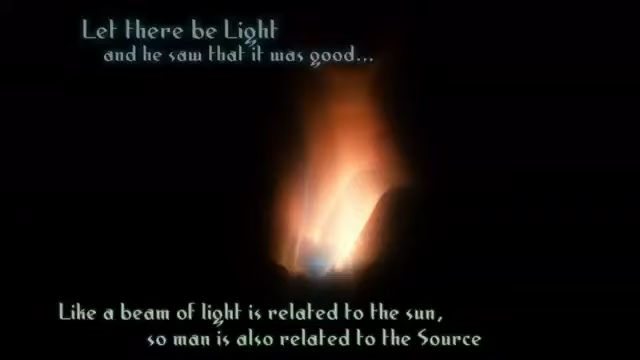 Let there be Light
and he saw that it was good...
Like a beam of light is related to the sun,
so man is also related to the Source